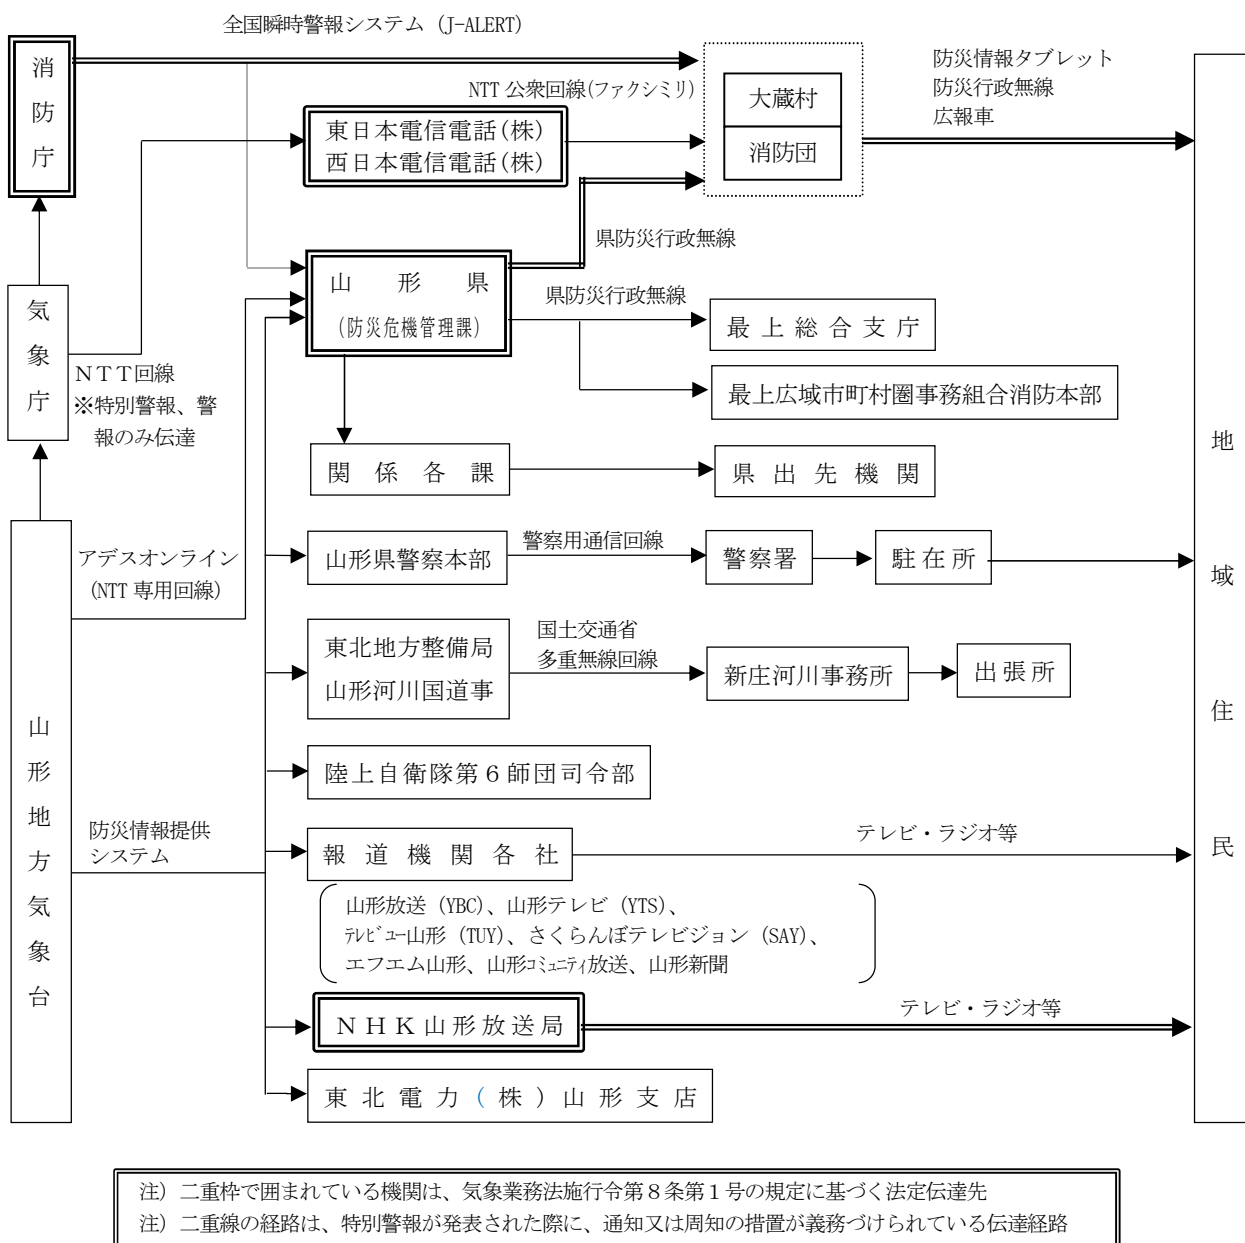 全国瞬時警報システム（J-ALERT）
消防庁
NTT 公衆回線(ファクシミリ)
大蔵村
消防団
防災情報タブレット
防災行政無線
広報車
東日本電信電話(株)
西日本電信電話(株)
県防災行政無線
気象庁
山形県
(防災危機管理課)
県防災行政無線
最上総合支庁
ＮＴＴ回線
※特別警報、警
報のみ伝達
最上広域市町村圏事務組合消防本部
関係各課
県出先機関
地域住民
アデスオンライン
(NTT 専用回線)
山形県警察本部
警察用通信回線
警察署
駐在所
東北地方整備局
山形河川国道事
国土交通省
多重無線回線
新庄河川事務所
出張所
山形地方気象台
陸上自衛隊第６師団司令部
防災情報提供
システム
報道機関各社
テレビ・ラジオ等
山形放送（YBC）、山形テレビ（YTS）、
ﾃﾚﾋﾞﾕｰ山形（TUY）、さくらんぼテレビジョン（SAY）、
エフエム山形、山形ｺﾐｭﾆﾃｨ放送、山形新聞
ＮＨＫ山形放送局
テレビ・ラジオ等
東北電力(株)山形支店
注）二重枠で囲まれている機関は、気象業務法施行令第８条第１号の規定に基づく法定伝達先
注）二重線の経路は、特別警報が発表された際に、通知又は周知の措置が義務づけられている伝達経路